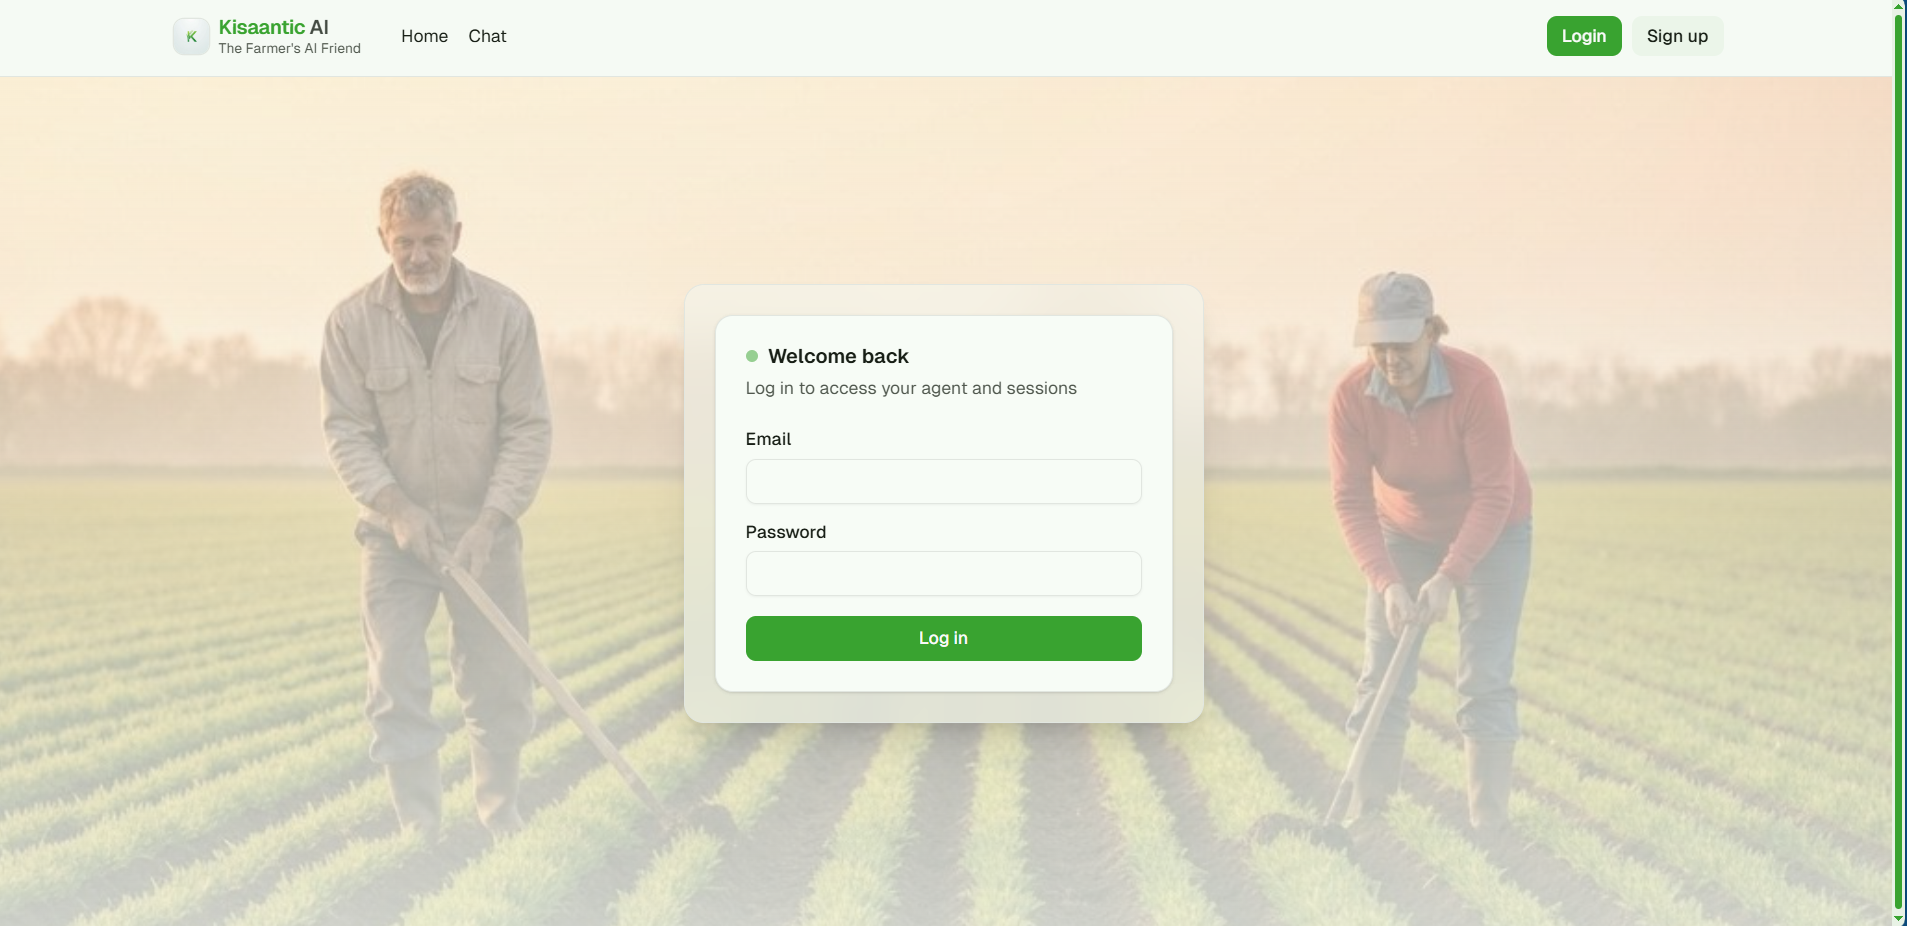 K
Kisaantic AI
The Farmer's AI Friend
Home
Chat
Login
Sign up
Welcome back
Log in to access your agent and sessions
Email
Password
Log in